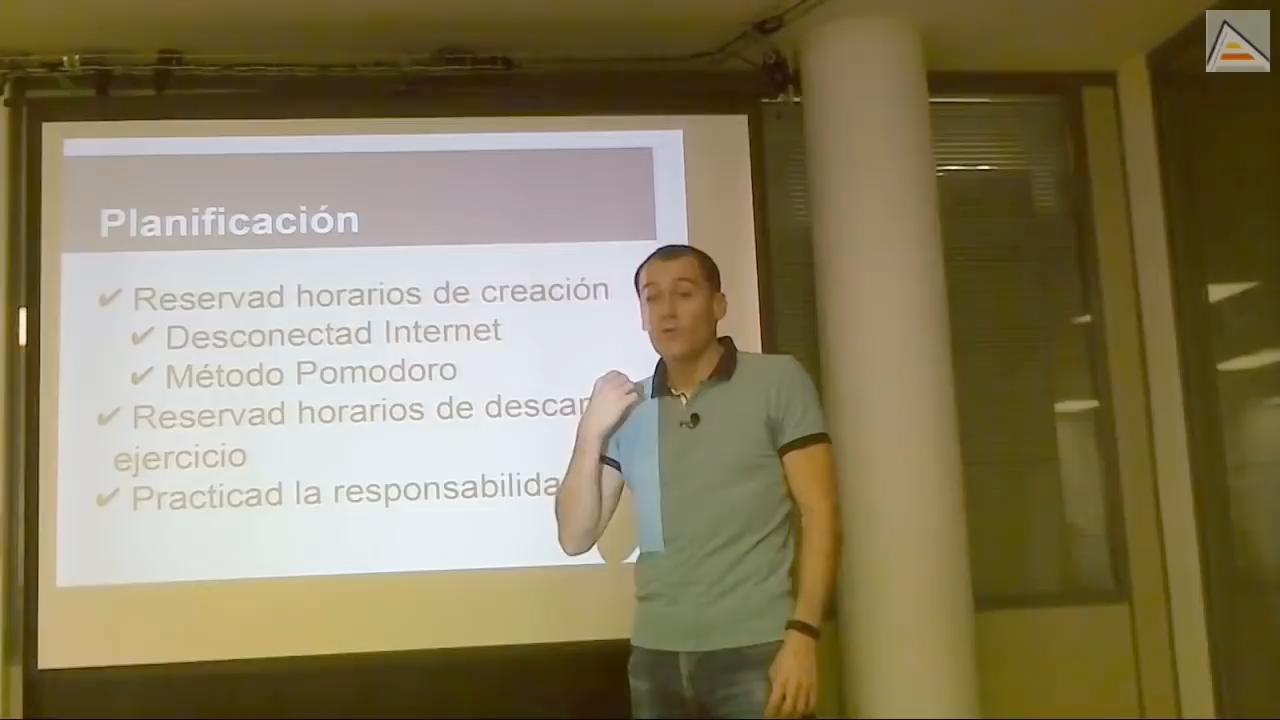 Planificación
✔ Reservad horarios de creación
✔ Desconectad Internet
✔ Método Pomodoro
✔ Reservad horarios de
ejercicio
✔ Practicad la